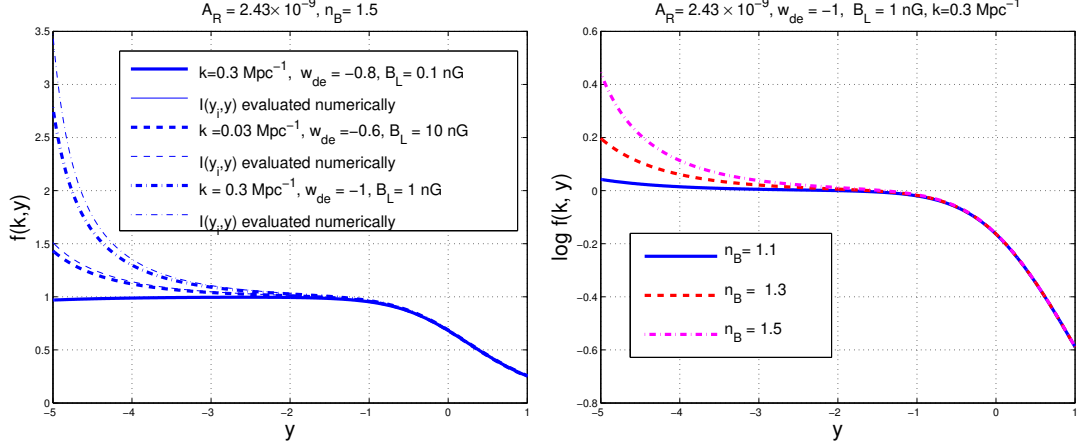 A_R = 2.43× 10^−9, n_B= 1.5
f(k,y)
3.5
3
2.5
2
1.5
1
0.5
0
k=0.3 Mpc^−1, w_de = −0.8, B_L= 0.1 nG
I(y_i,y) evaluated numerically
k = 0.03 Mpc^−1, w_de =−0.6, B_L= 10 nG
I(y_i,y) evaluated numerically
k = 0.3 Mpc^−1, w_de = −1, B_L= 1 nG
I(y_i,y) evaluated numerically
−5 −4 −3 −2 −1 0 1
y
A_R = 2.43× 10^−9, w_de = −1, B_L = 1 nG, k=0.3 Mpc^−1
log f(k, y)
0.6
0.4
0.2
0
−0.2
−0.4
−0.6
−0.8
n_B= 1.1
n_B= 1.3
n_B= 1.5
−5 −4 −3 −2 −1 0 1
y